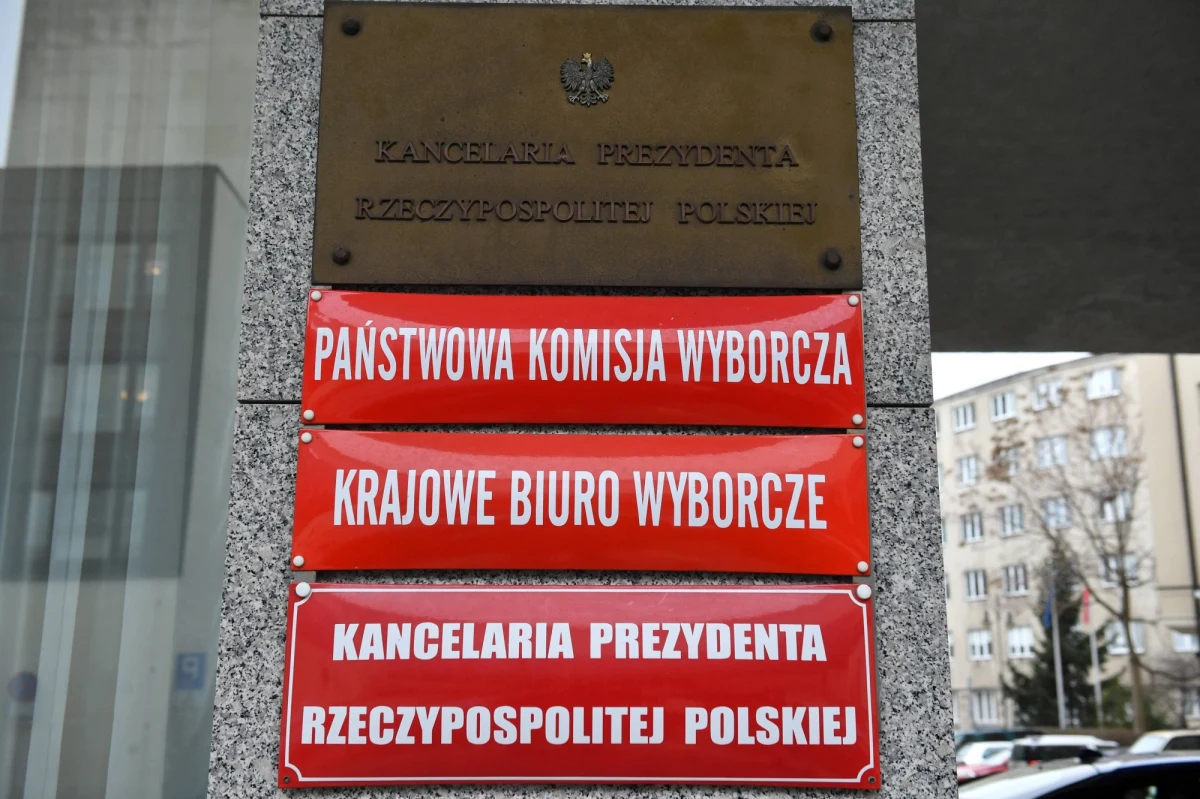 KANCELARIA PREZYDENTA
RZECZYPOSPOLITEJ POLSKIEJ
PAŃSTWOWA KOMISJA WYBORCZA
KRAJOWE BIURO WYBORCZE
KANCELARIA PREZYDENTA
RZECZYPOSPOLITEJ POLSKIEJ